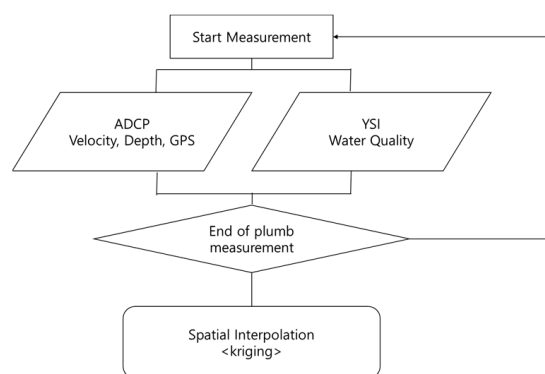 Start Measurement
ADCP
Velocity, Depth, GPS
YSI
Water Quality
End of plumb
measurement
Spatial Interpolation
<kriging>